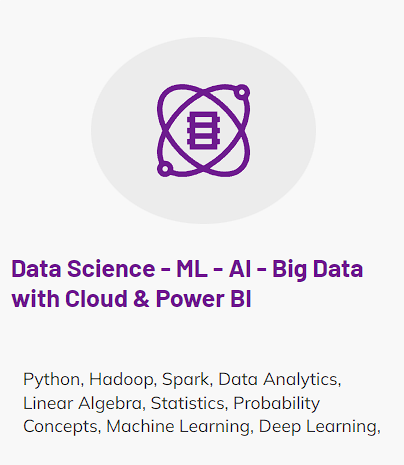 Data Science - ML - AI - Big Data
with Cloud & Power BI
Python, Hadoop, Spark, Data Analytics,
Linear Algebra, Statistics, Probability
Concepts, Machine Learning, Deep Learning,